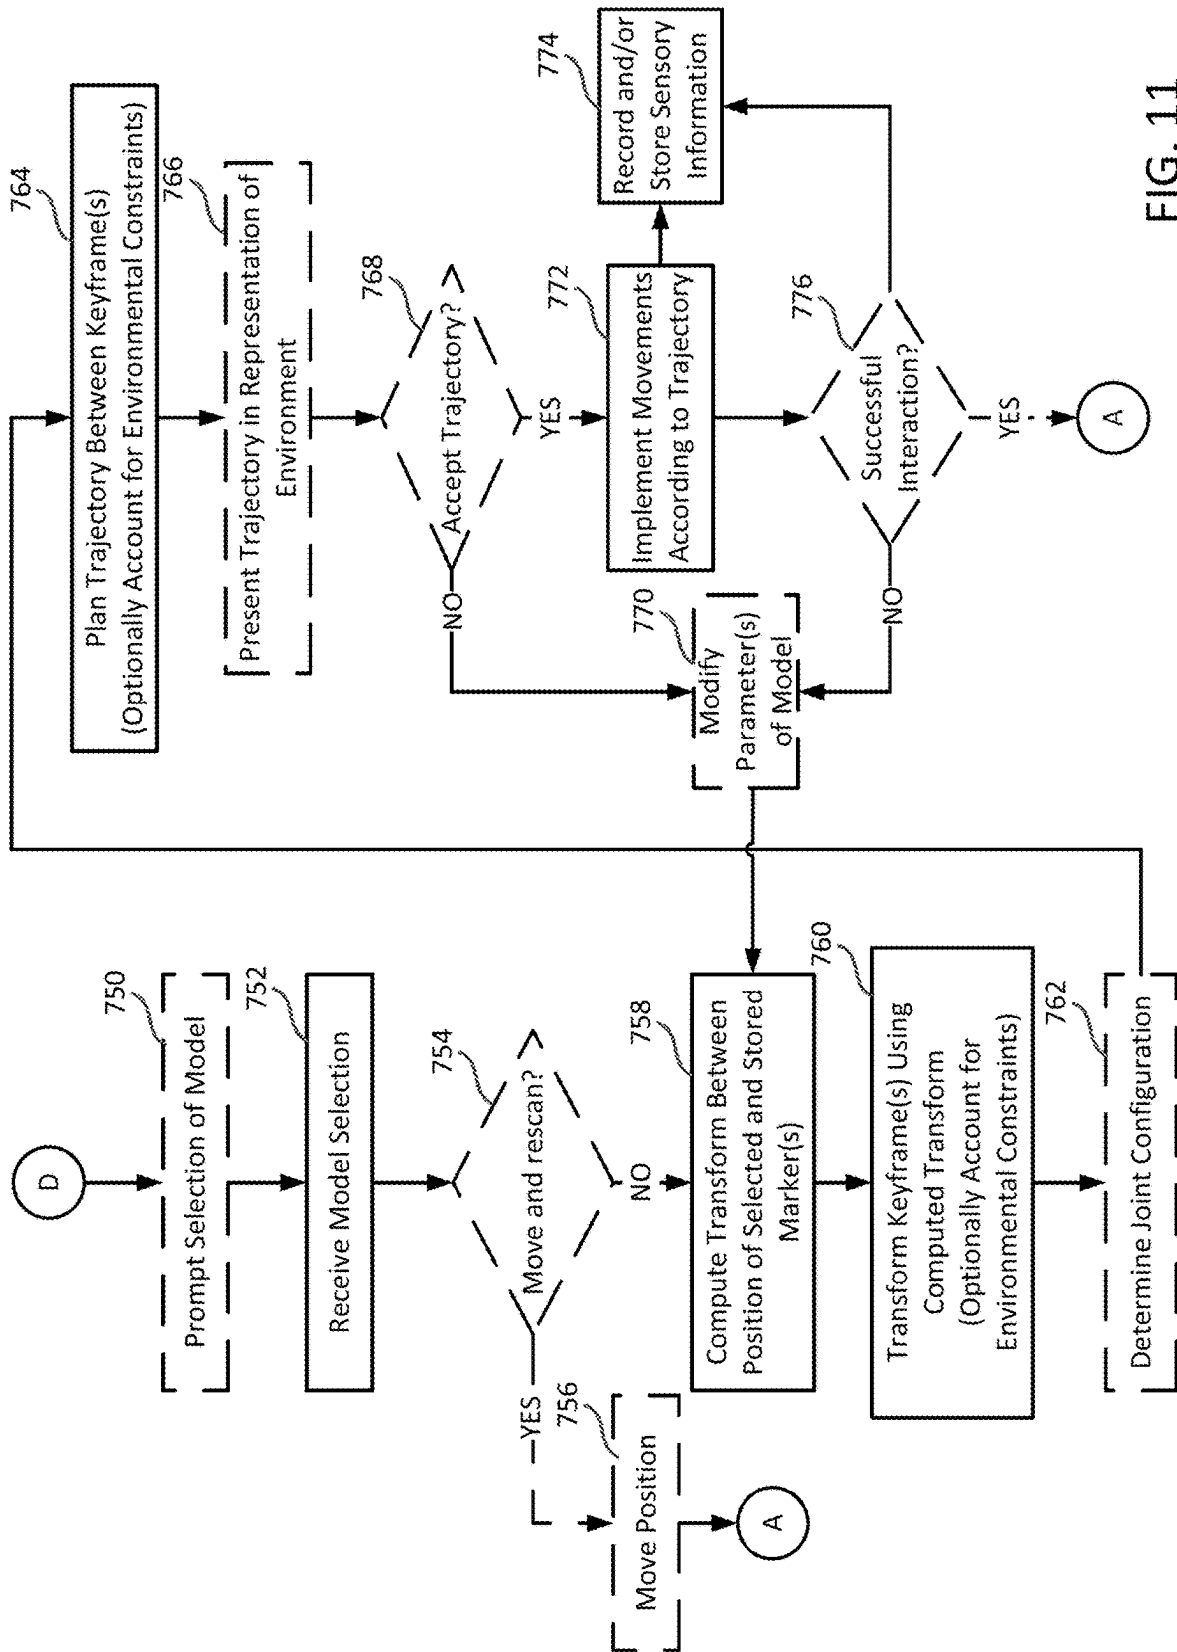 D
750
Prompt Selection of Model
752
Receive Model Selection
754
Move and rescan?
YES
756
Move Position
A
NO
758
Compute Transform Between
Position of Selected and Stored
Marker(s)
760
Transform Keyframe(s) Using
Computed Transform
(Optionally Account for
Environmental Constraints)
762
Determine Joint Configuration
764
Plan Trajectory Between Keyframe(s)
(Optionally Account for Environmental Constraints)
766
Present Trajectory in Representation of
Environment
768
Accept Trajectory?
NO
YES
770
Modify
Parameter(s)
of Model
772
Implement Movements
According to Trajectory
774
Record and/or
Store Sensory
Information
776
Successful
Interaction?
NO
YES
A
FIG. 11